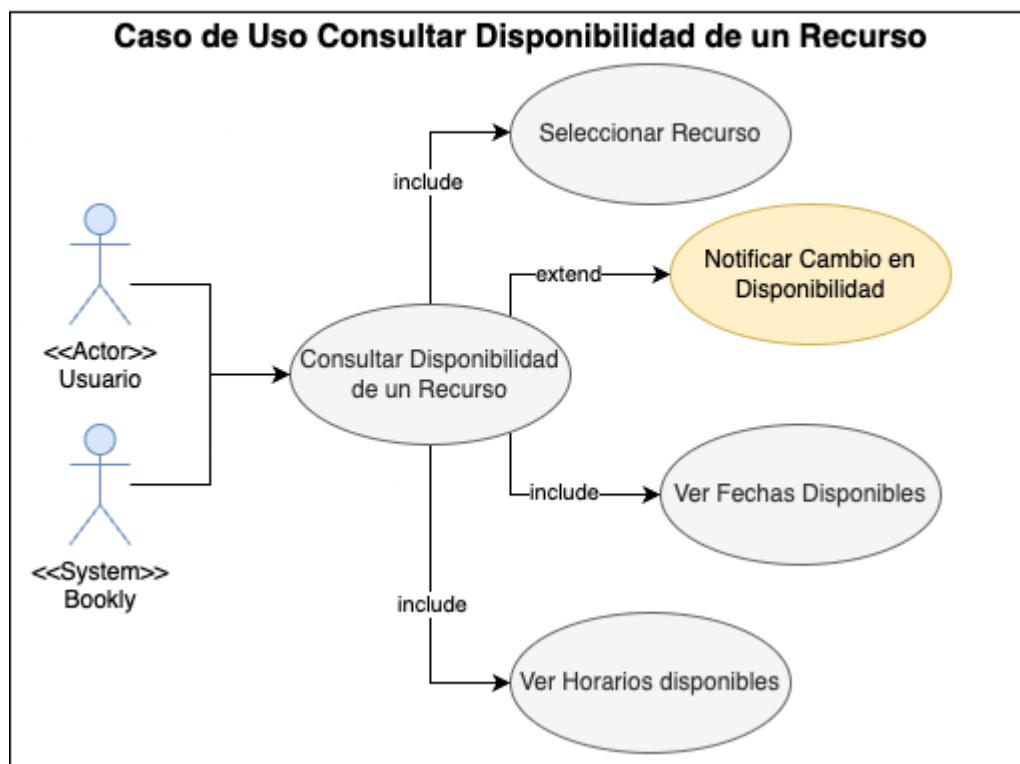 Caso de Uso Consultar Disponibilidad de un Recurso
Seleccionar Recurso
include
Notificar Cambio en
Disponibilidad
extend
<<Actor>>
Usuario
Consultar Disponibilidad
de un Recurso
include
Ver Fechas Disponibles
<<System>>
Bookly
include
Ver Horarios disponibles